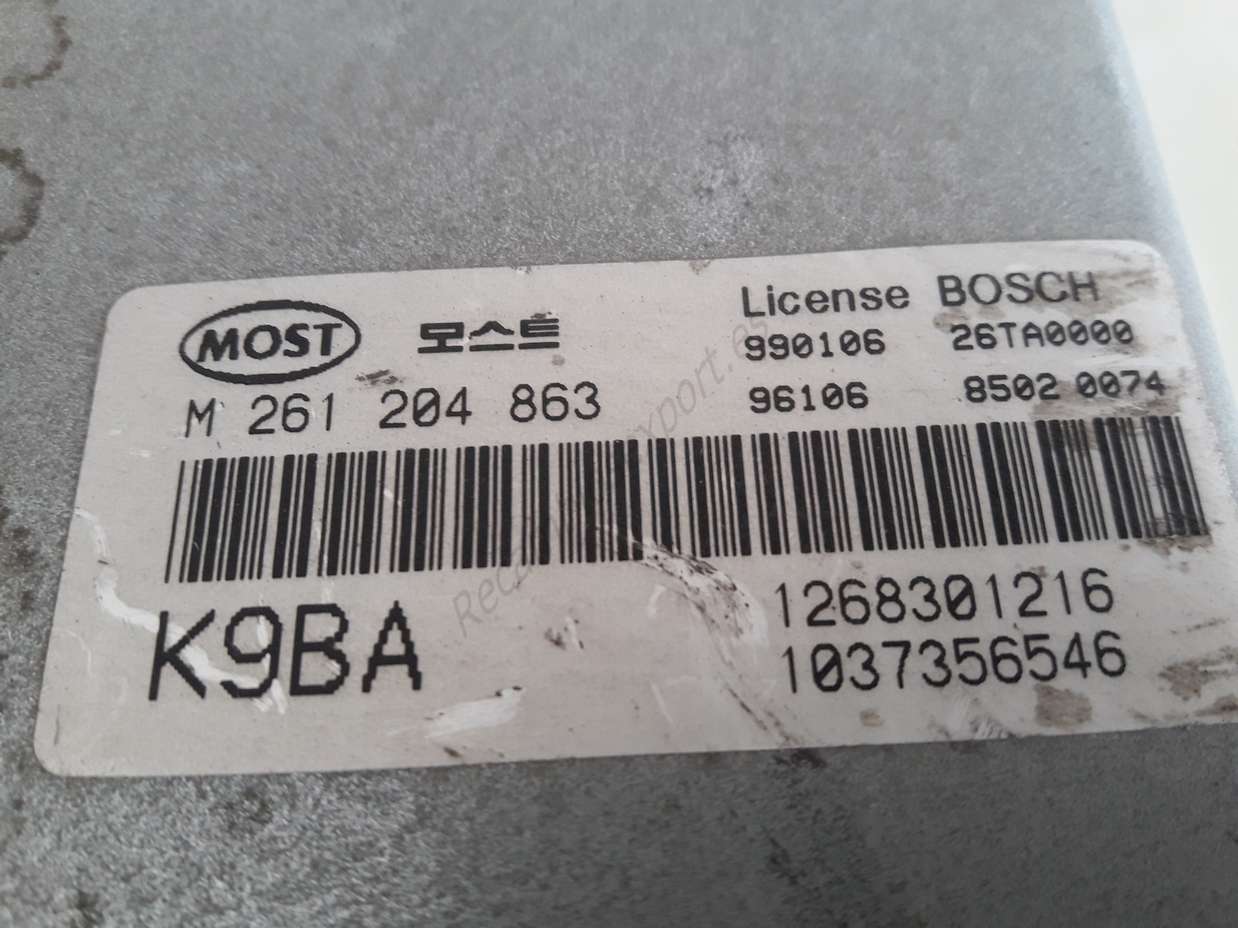 MOST 모스트 License BOSCH
990106 26TA0000
M 261 204 863 96106 8502 0074
K9BA 1268301216
1037356546